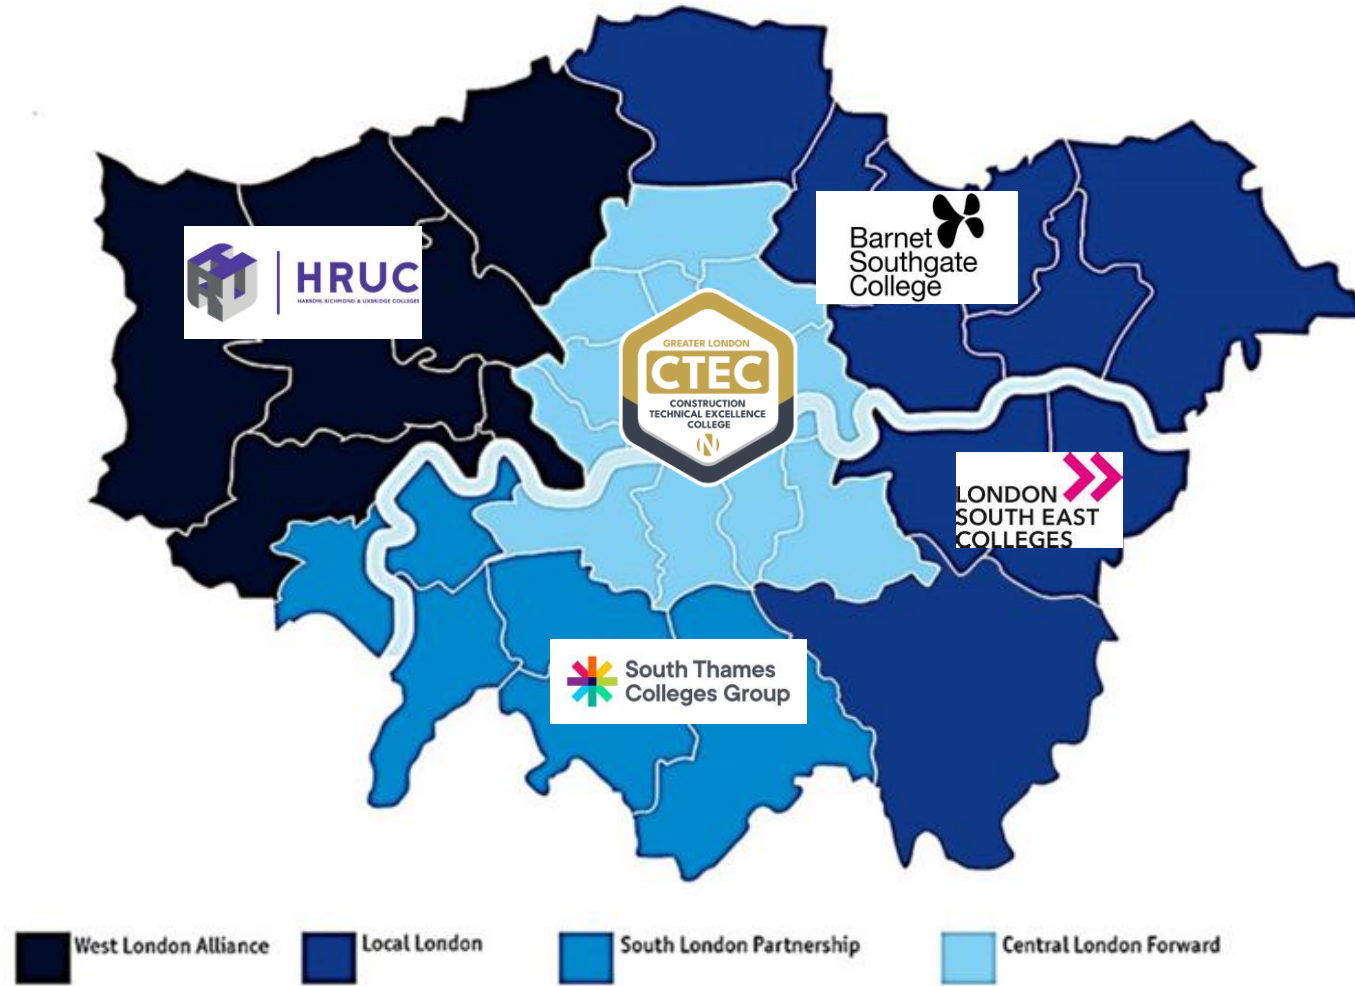 HRUC
HARROW, RICHMOND & UXBRIDGE COLLEGES
Barnet
Southgate
College
GREATER LONDON
CTEC
CONSTRUCTION
TECHNICAL EXCELLENCE
COLLEGE
N
LONDON
SOUTH EAST
COLLEGES
South Thames
Colleges Group
West London Alliance
Local London
South London Partnership
Central London Forward